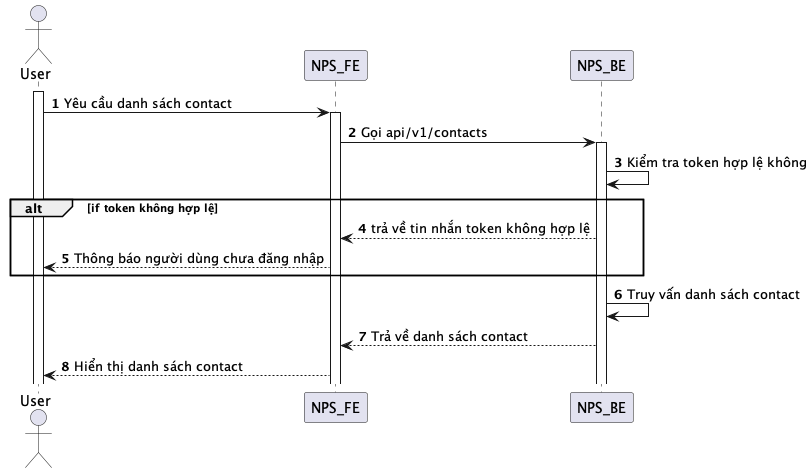 User
NPS_FE
NPS_BE
1 Yêu cầu danh sách contact
2 Gọi api/v1/contacts
3 Kiểm tra token hợp lệ không
alt [if token không hợp lệ]
4 trả về tin nhắn token không hợp lệ
5 Thông báo người dùng chưa đăng nhập
6 Truy vấn danh sách contact
7 Trả về danh sách contact
8 Hiển thị danh sách contact
User
NPS_FE
NPS_BE